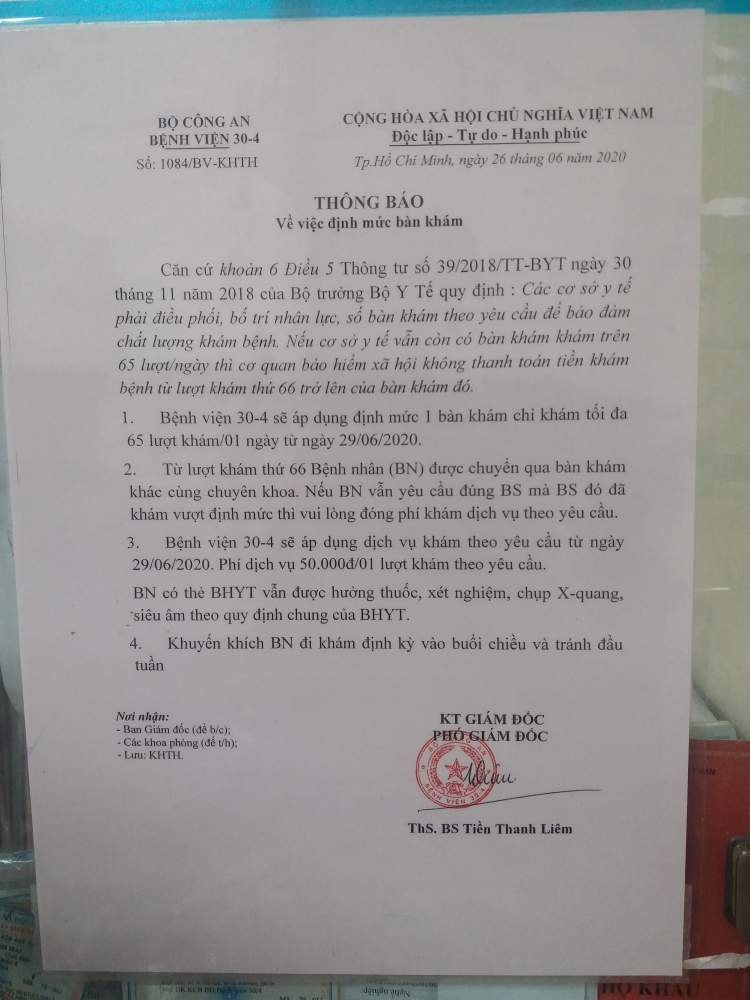 BỘ CÔNG AN
BỆNH VIỆN 30-4
Số: 1084/BV-KHTH
CỘNG HÒA XÃ HỘI CHỦ NGHĨA VIỆT NAM
Độc lập - Tự do - Hạnh phúc
Tp.Hồ Chí Minh, ngày 26 tháng 06 năm 2020
THÔNG BÁO
Về việc định mức bàn khám
Căn cứ khoản 6 Điều 5 Thông tư số 39/2018/TT-BYT ngày 30
tháng 11 năm 2018 của Bộ trưởng Bộ Y Tế quy định : Các cơ sở y tế
phải điều phối, bố trí nhân lực, số bàn khám theo yêu cầu để bảo đảm
chất lượng khám bệnh. Nếu cơ sở y tế vẫn còn có bàn khám khám trên
65 lượt/ngày thì cơ quan bảo hiểm xã hội không thanh toán tiền khám
bệnh từ lượt khám thứ 66 trở lên của bàn khám đó.
1. Bệnh viện 30-4 sẽ áp dụng định mức 1 bàn khám chỉ khám tối đa
65 lượt khám/01 ngày từ ngày 29/06/2020.
2. Từ lượt khám thứ 66 Bệnh nhân (BN) được chuyển qua bàn khám
khác cùng chuyên khoa. Nếu BN vẫn yêu cầu đúng BS mà BS đó đã
khám vượt định mức thì vui lòng đóng phí khám dịch vụ theo yêu cầu.
3. Bệnh viện 30-4 sẽ áp dụng dịch vụ khám theo yêu cầu từ ngày
29/06/2020. Phí dịch vụ 50.000đ/01 lượt khám theo yêu cầu.
BN có thẻ BHYT vẫn được hưởng thuốc, xét nghiệm, chụp X-quang,
siêu âm theo quy định chung của BHYT.
4. Khuyến khích BN đi khám định kỳ vào buổi chiều và tránh đầu
tuần
Nơi nhận:
- Ban Giám đốc (để b/c);
- Các khoa phòng (để t/h);
- Lưu: KHTH.
KT GIÁM ĐỐC
PHÓ GIÁM ĐỐC
BỆNH VIỆN 30-4
ThS. BS Tiền Thanh Liêm
Nghề nghiệp:
HỘ KHẨU